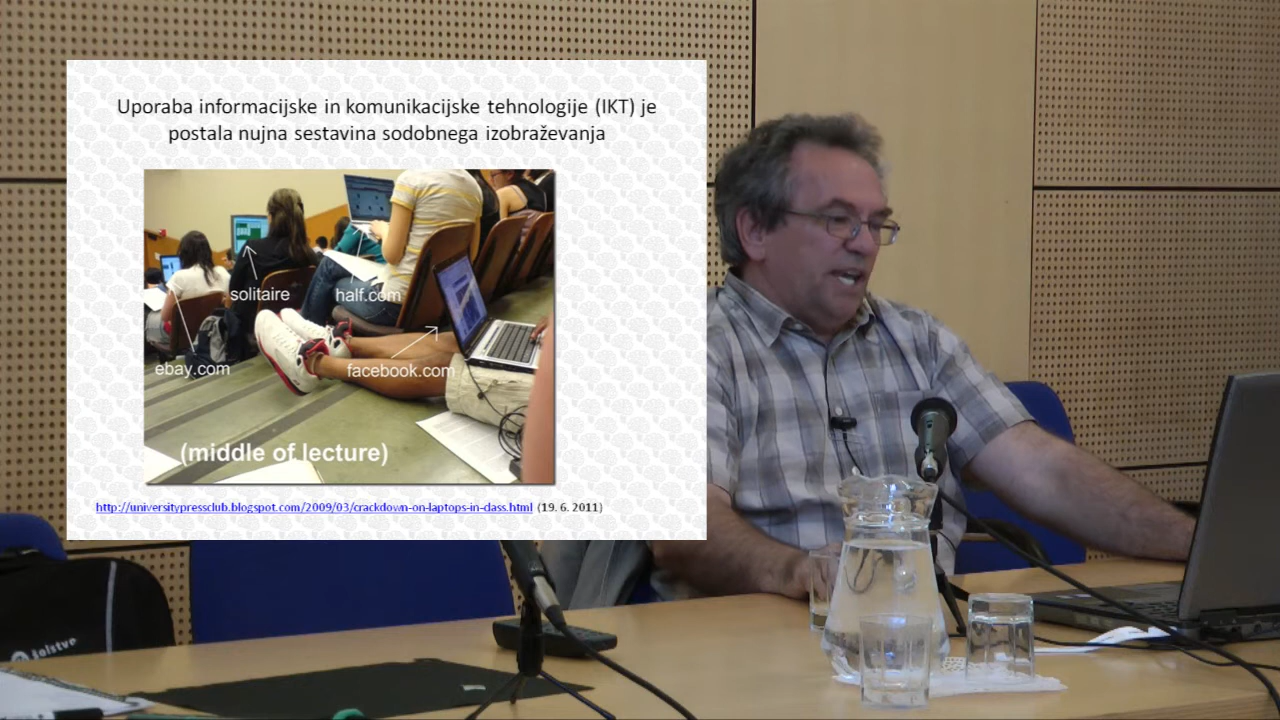 Uporaba informacijske in komunikacijske tehnologije (IKT) je
postala nujna sestavina sodobnega izobraževanja
solitaire
half.com
ebay.com
facebook.com
(middle of lecture)
http://universitypressclub.blogspot.com/2009/03/crackdown-on-laptops-in-class.html (19. 6. 2011)
šolstvo